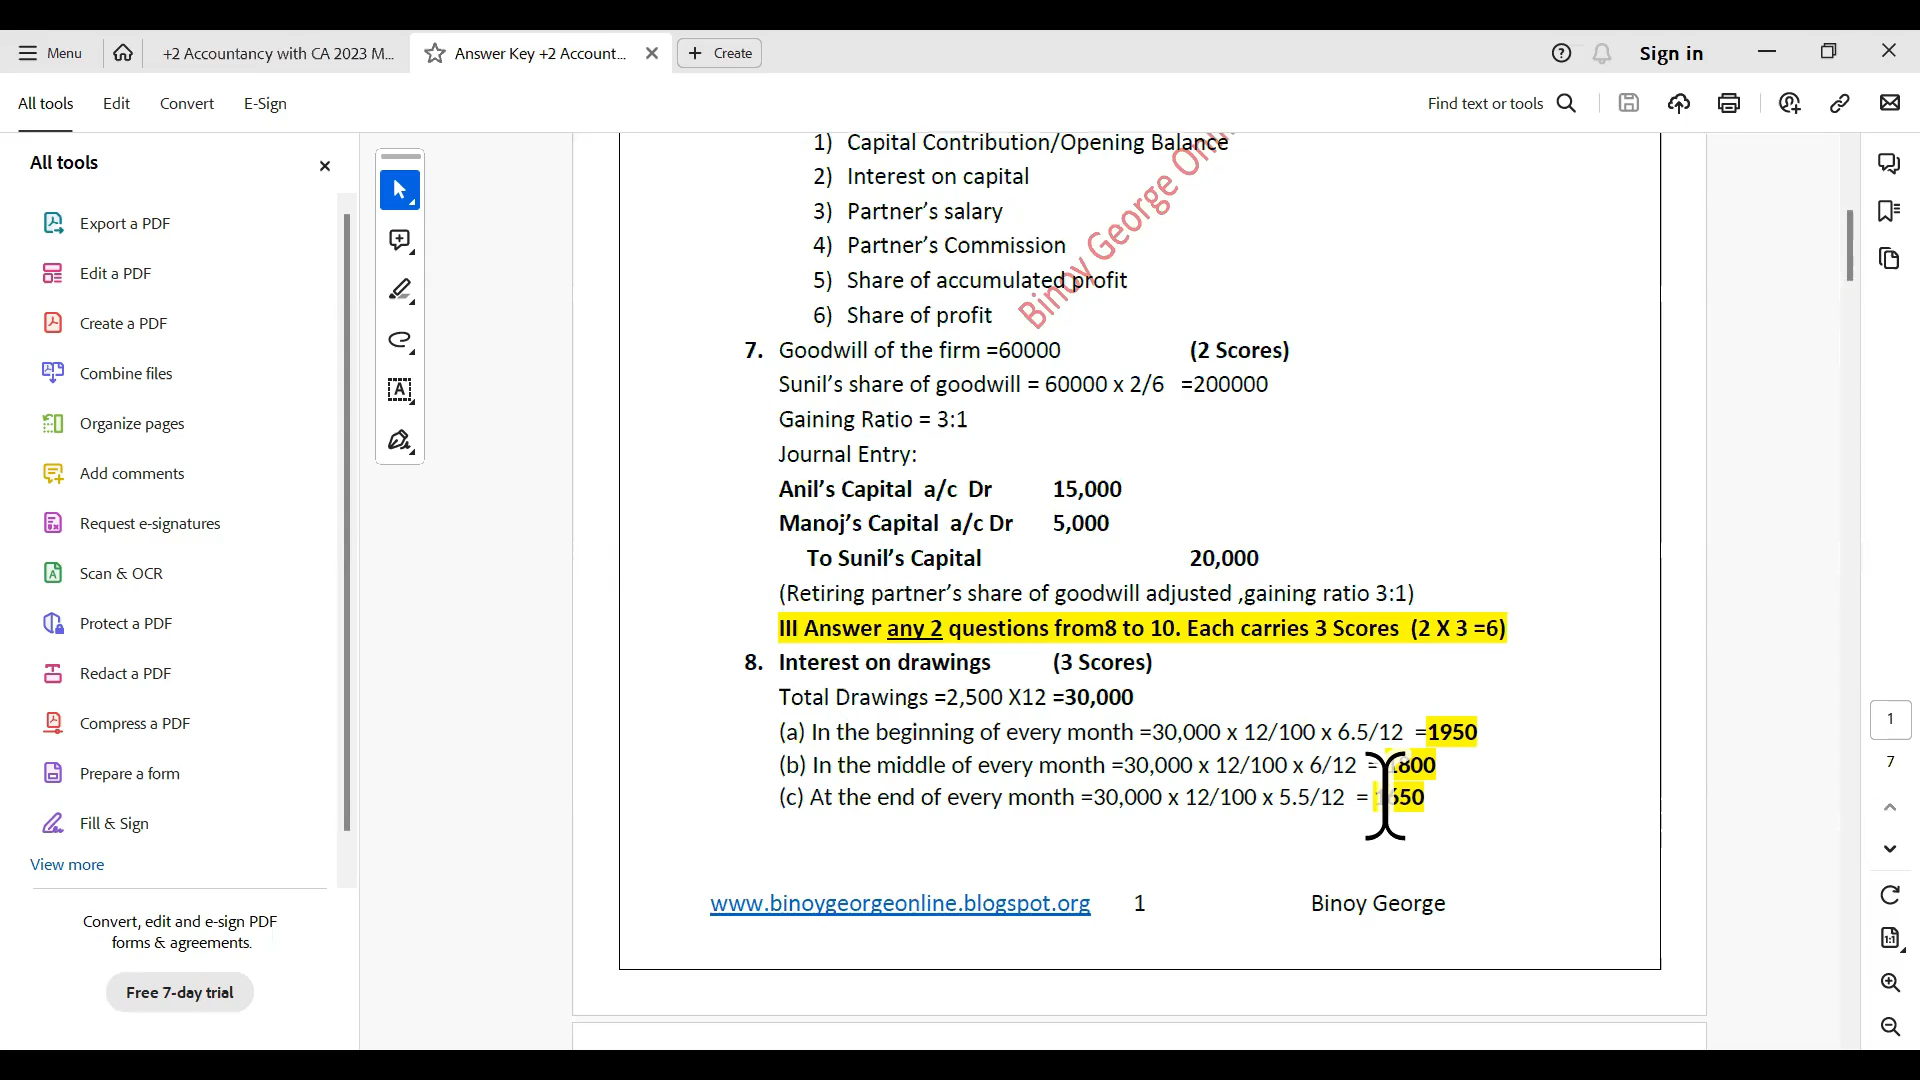 Menu
+2 Accountancy with CA 2023 M...
Answer Key +2 Account...
Create
Sign in
All tools
Edit
Convert
E-Sign
Find text or tools
All tools
Export a PDF
Edit a PDF
Create a PDF
Combine files
Organize pages
Add comments
Request e-signatures
Scan & OCR
Protect a PDF
Redact a PDF
Compress a PDF
Prepare a form
Fill & Sign
View more
Convert, edit and e-sign PDF
forms & agreements.
Free 7-day trial
1) Capital Contribution/Opening Balance
2) Interest on capital
3) Partner’s salary
4) Partner’s Commission
5) Share of accumulated profit
6) Share of profit
Binoy George Onli
7. Goodwill of the firm =60000 (2 Scores)
Sunil’s share of goodwill = 60000 x 2/6 =200000
Gaining Ratio = 3:1
Journal Entry:
Anil’s Capital a/c Dr 15,000
Manoj’s Capital a/c Dr 5,000
To Sunil’s Capital 20,000
(Retiring partner’s share of goodwill adjusted ,gaining ratio 3:1)
III Answer any 2 questions from8 to 10. Each carries 3 Scores (2 X 3 =6)
8. Interest on drawings (3 Scores)
Total Drawings =2,500 X12 =30,000
(a) In the beginning of every month =30,000 x 12/100 x 6.5/12 =1950
(b) In the middle of every month =30,000 x 12/100 x 6/12 = 1800
(c) At the end of every month =30,000 x 12/100 x 5.5/12 = 1650
www.binoygeorgeonline.blogspot.org 1 Binoy George
1
7